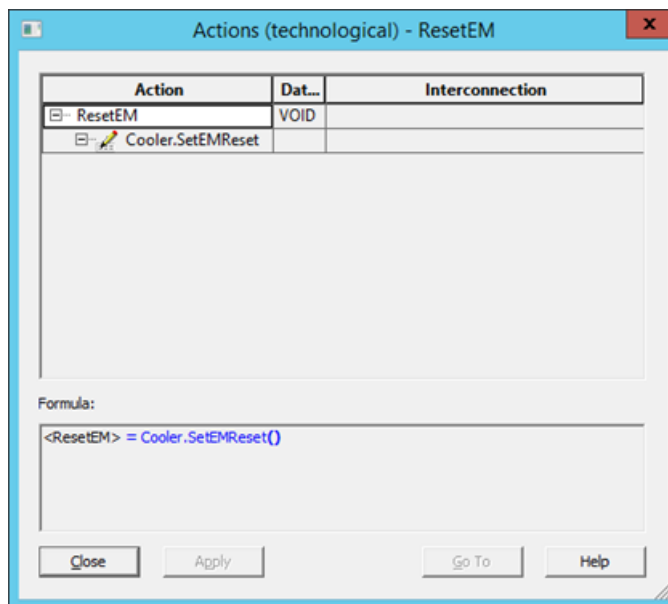 Actions (technological) - ResetEM
x
Action Dat... Interconnection
ResetEM VOID
Cooler.SetEMReset
Formula:
<ResetEM> = Cooler.SetEMReset()
Close Apply Go To Help